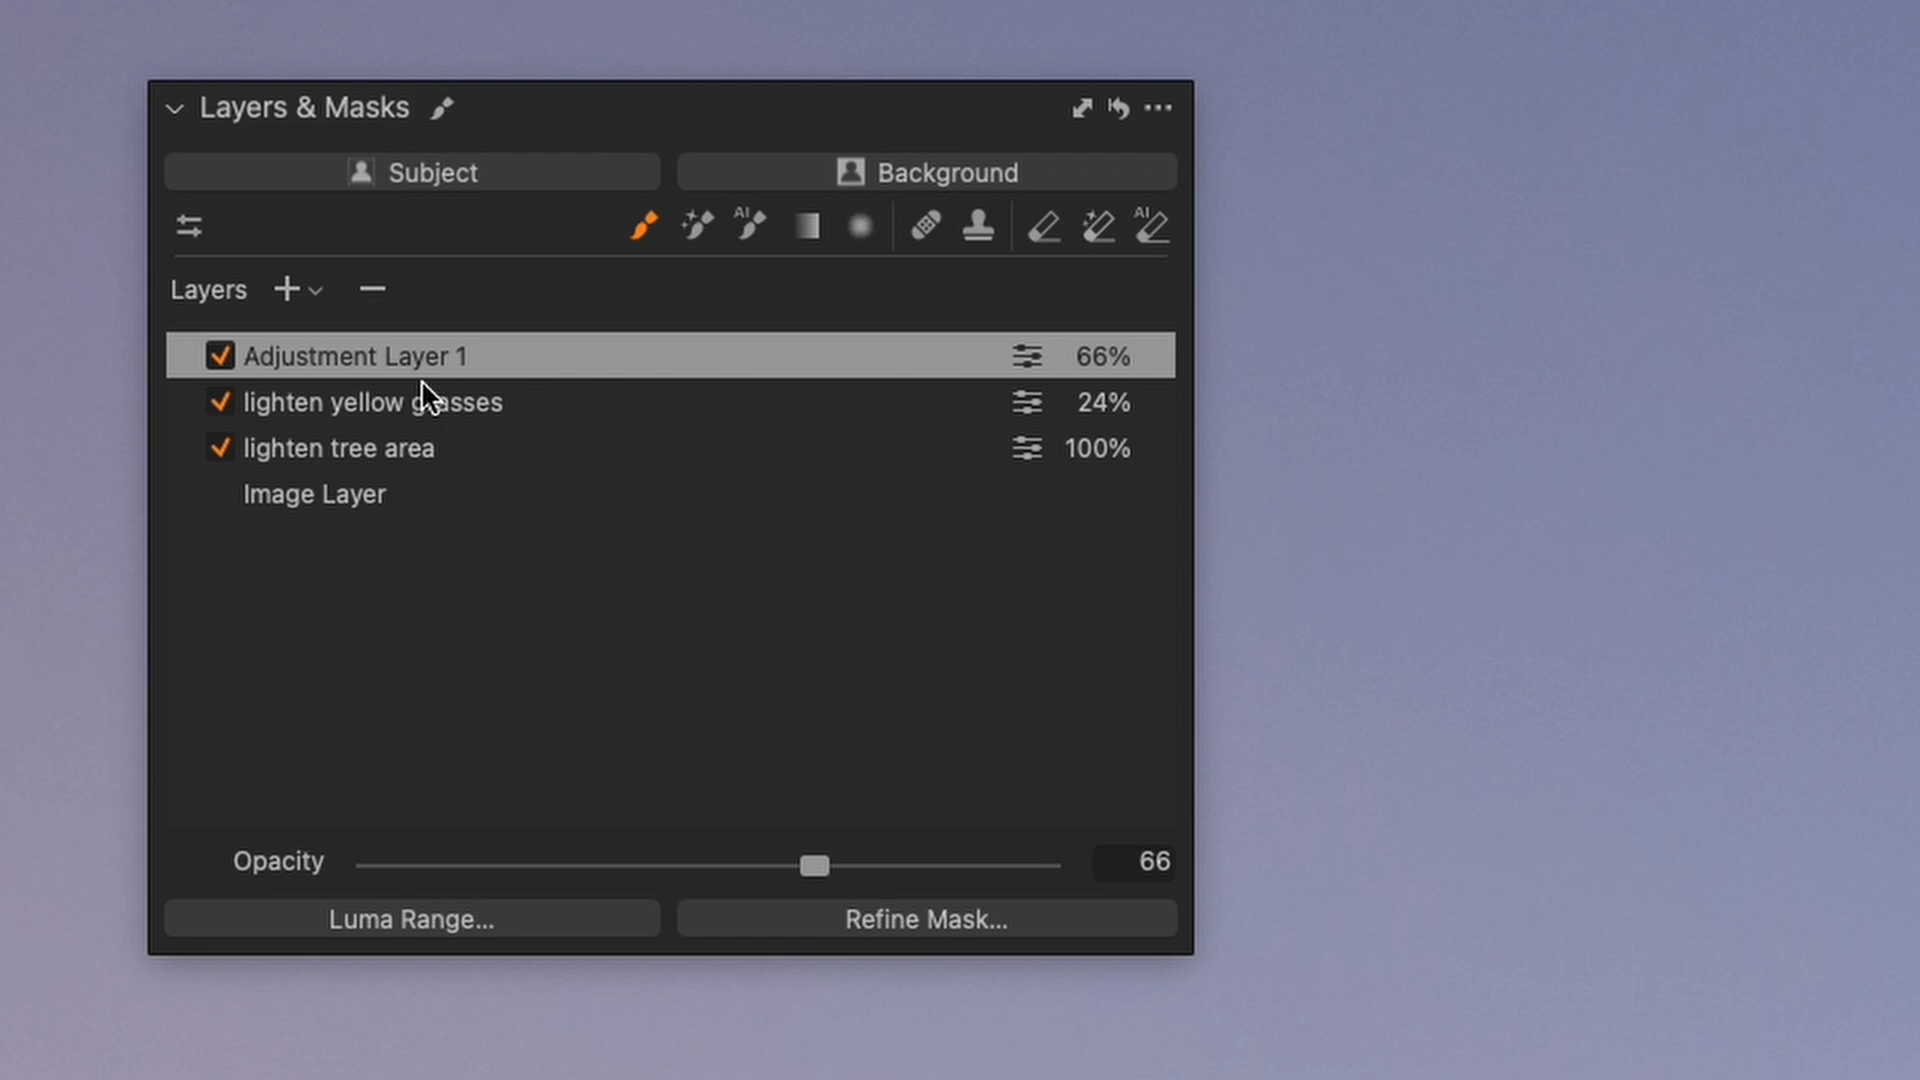 Layers & Masks
Subject
Background
AI
AI
Layers
Adjustment Layer 1
66%
lighten yellow grasses
24%
lighten tree area
100%
Image Layer
Opacity
66
Luma Range...
Refine Mask...